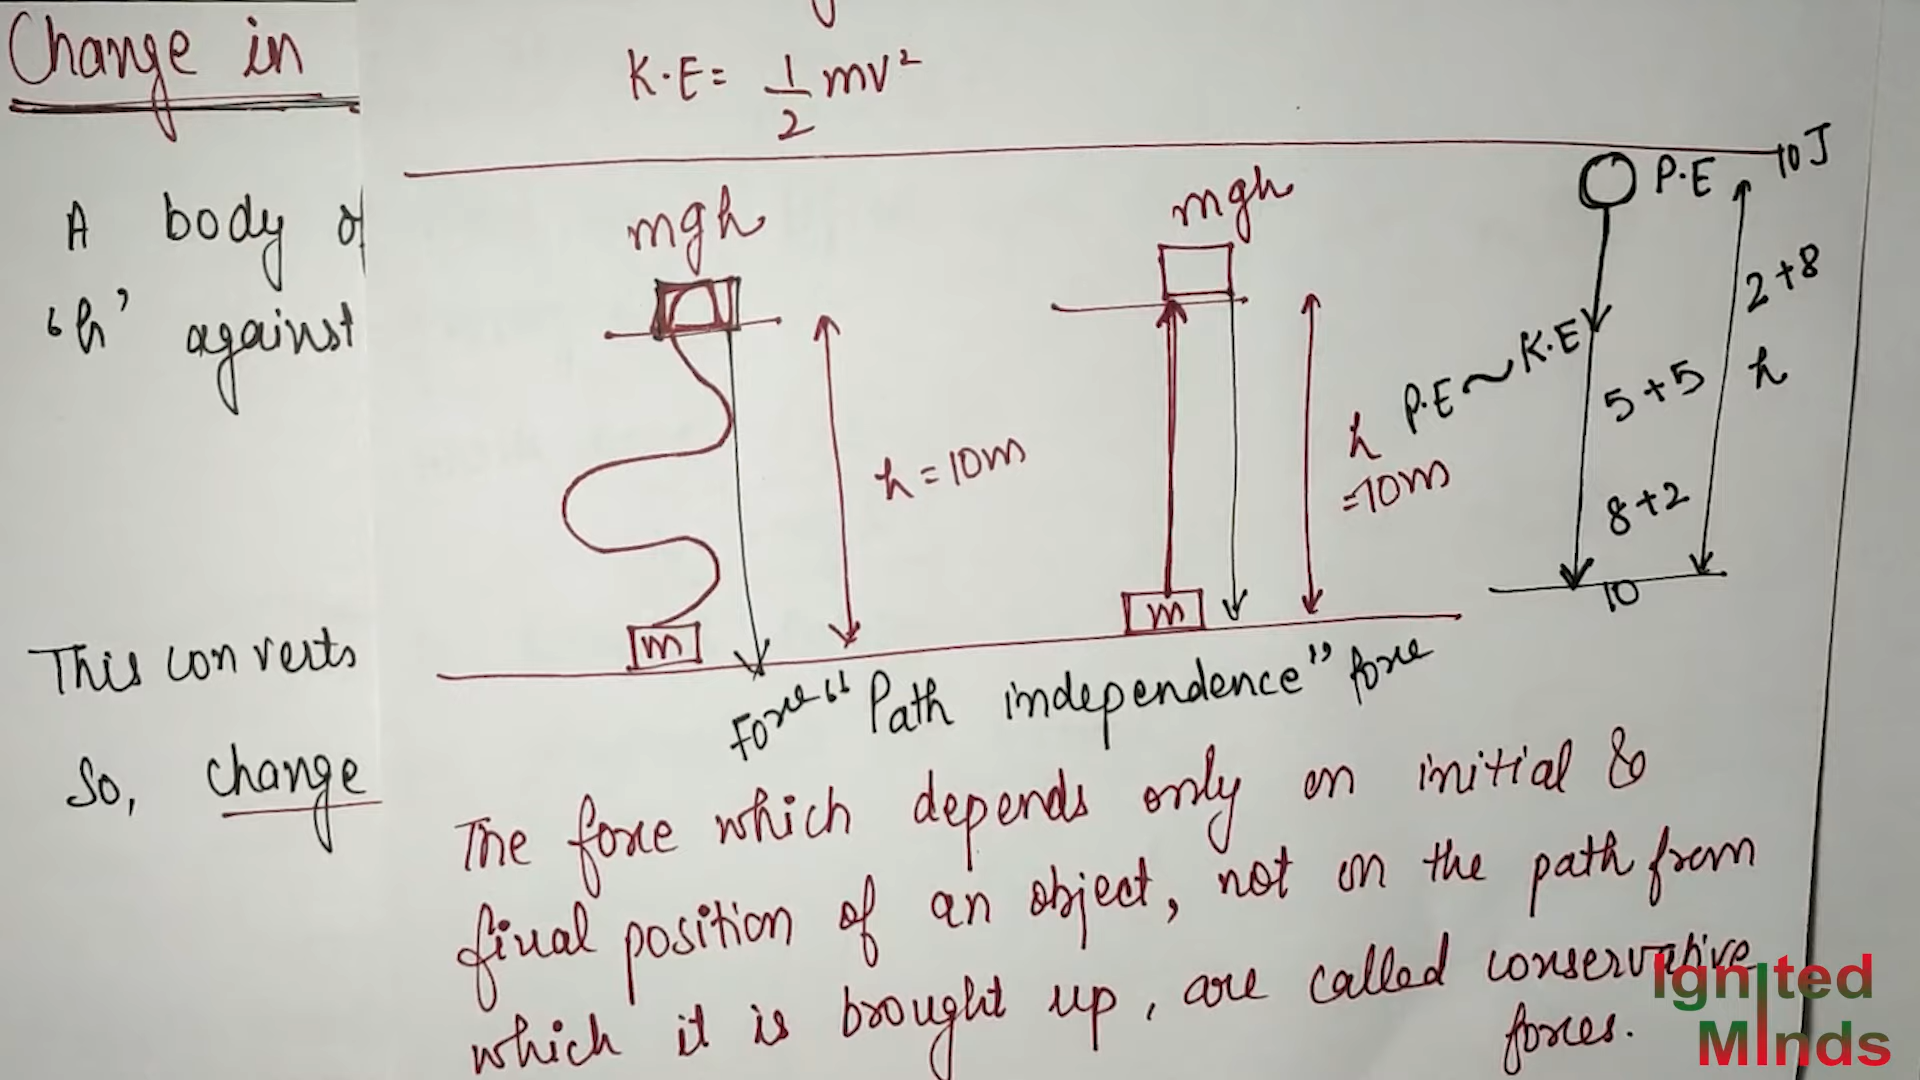 Change in
A body of
"h" against
This converts
So, change
K.E = 1/2 mv²
mgh
h = 10m
m
mgh
h
=10m
m
P.E 10J
P.E ~ K.E
2+8
5+5
h
8+2
10
Force "Path independence" force
The force which depends only on initial &
final position of an object, not on the path from
which it is brought up, are called conservative
forces.
Ignited
Minds